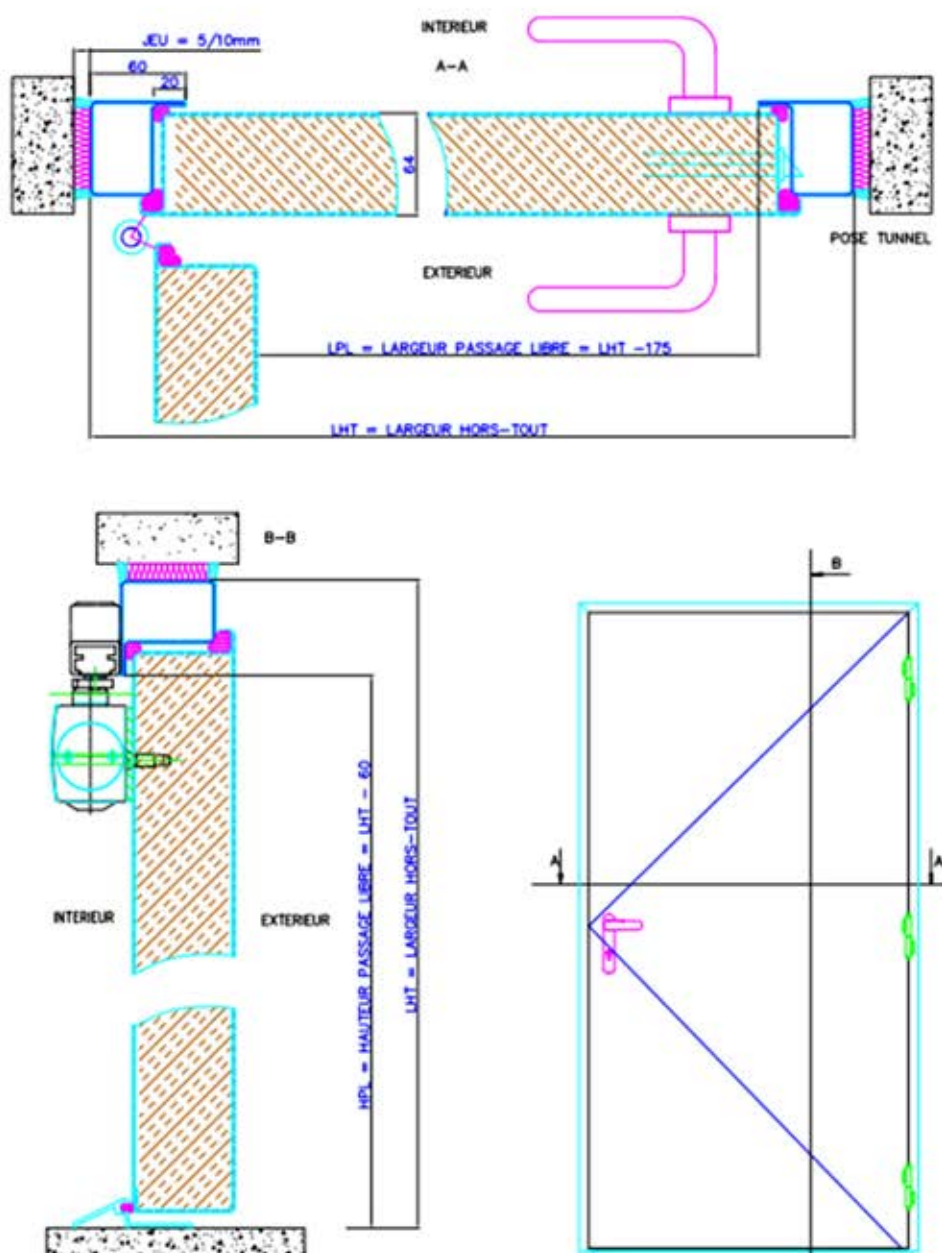 JEU = 5/10mm
INTERIEUR
60
A-A
20
64
EXTERIEUR
POSE TUNNEL
LPL = LARGEUR PASSAGE LIBRE = LHT -175
LHT = LARGEUR HORS-TOUT
B-B
B
HPL = HAUTEUR PASSAGE LIBRE = LHT - 60
LHT = LARGEUR HORS-TOUT
A
A
INTERIEUR
EXTERIEUR